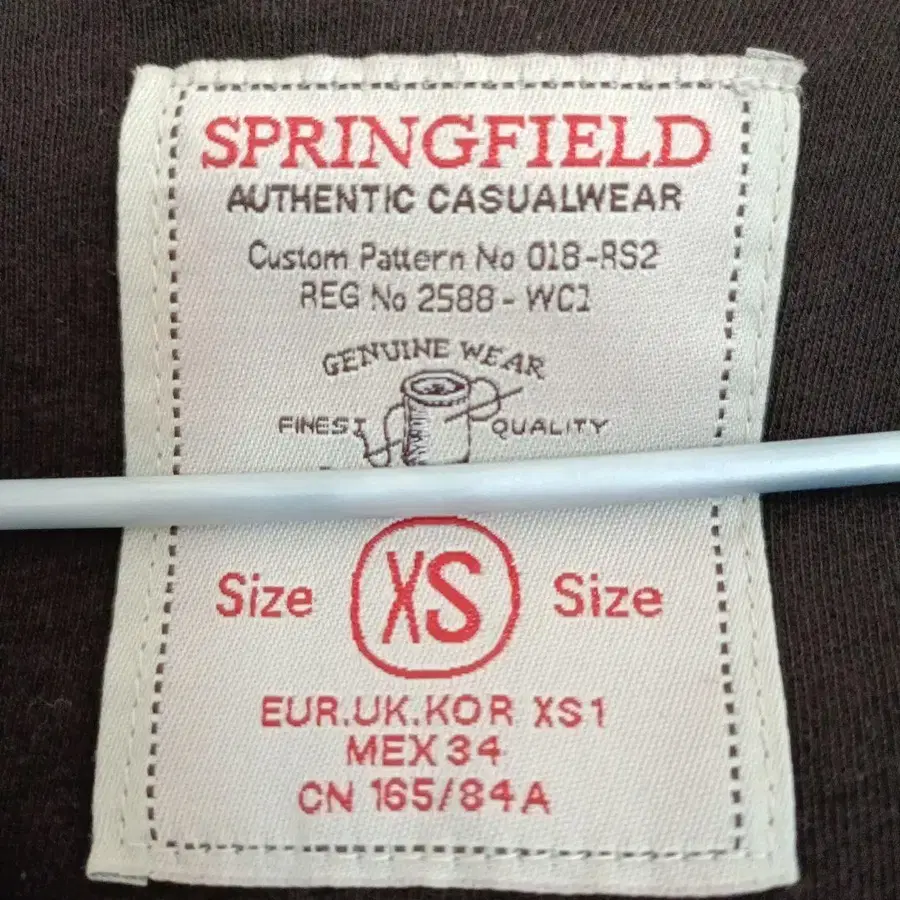 SPRINGFIELD
AUTHENTIC CASUALWEAR
Custom Pattern No 018-RS2
REG No 2588 - WC1
GENUINE WEAR
FINEST QUALITY
Size XS Size
EUR.UK.KOR XS1
MEX 34
CN 165/84A